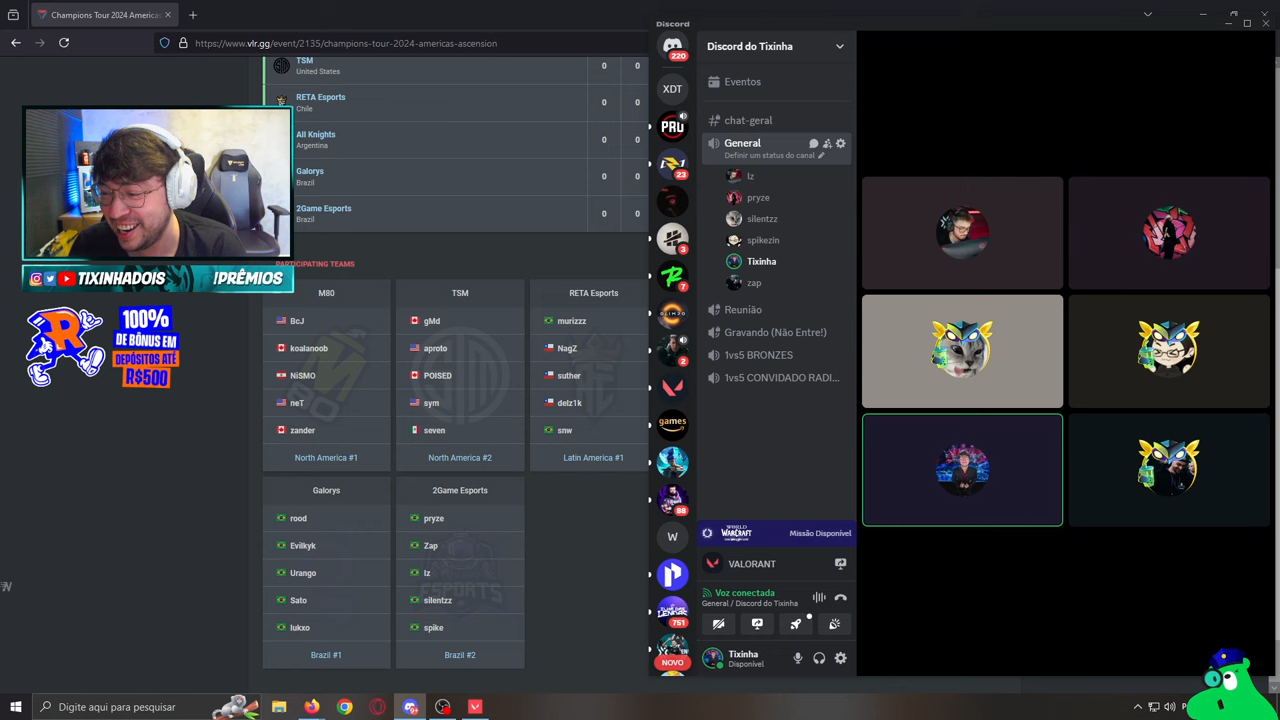 Champions Tour 2024 Americas
https://www.vlr.gg/event/2135/champions-tour-2024-americas-ascension
TSM
United States
0 0
RETA Esports
Chile
0 0
All Knights
Argentina
0 0
Galorys
Brazil
0 0
2Game Esports
Brazil
0 0
PARTICIPATING TEAMS
M80
BcJ
koalanoob
NiSMO
neT
zander
North America #1
TSM
gMd
aproto
POISED
sym
seven
North America #2
RETA Esports
murizzz
NagZ
suther
delz1k
snw
Latin America #1
Galorys
rood
Evilkyk
Urango
Sato
lukxo
Brazil #1
2Game Esports
pryze
Zap
lz
silentzz
spike
Brazil #2
TIXINHADOIS
!PRÊMIOS
100%
DE BÔNUS EM
DEPÓSITOS ATÉ
R$500
Discord
220
XDT
PRU
23
3
7
OLIMPO
2
games
88
W
751
NOVO
Discord do Tixinha
Eventos
chat-geral
General
Definir um status do canal
lz
pryze
silentzz
spikezin
Tixinha
zap
Reunião
Gravando (Não Entre!)
1vs5 BRONZES
1vs5 CONVIDADO RADI...
WORLD
WARCRAFT
Missão Disponível
VALORANT
Voz conectada
General / Discord do Tixinha
Tixinha
Disponível
Digite aqui para pesquisar